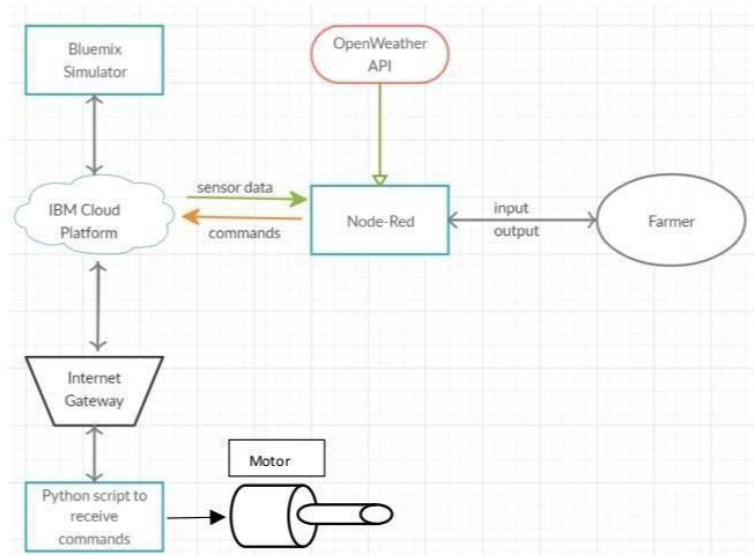 Bluemix
Simulator
OpenWeather
API
IBM Cloud
Platform
sensor data
commands
Node-Red
input
output
Farmer
Internet
Gateway
Motor
Python script to
receive
commands